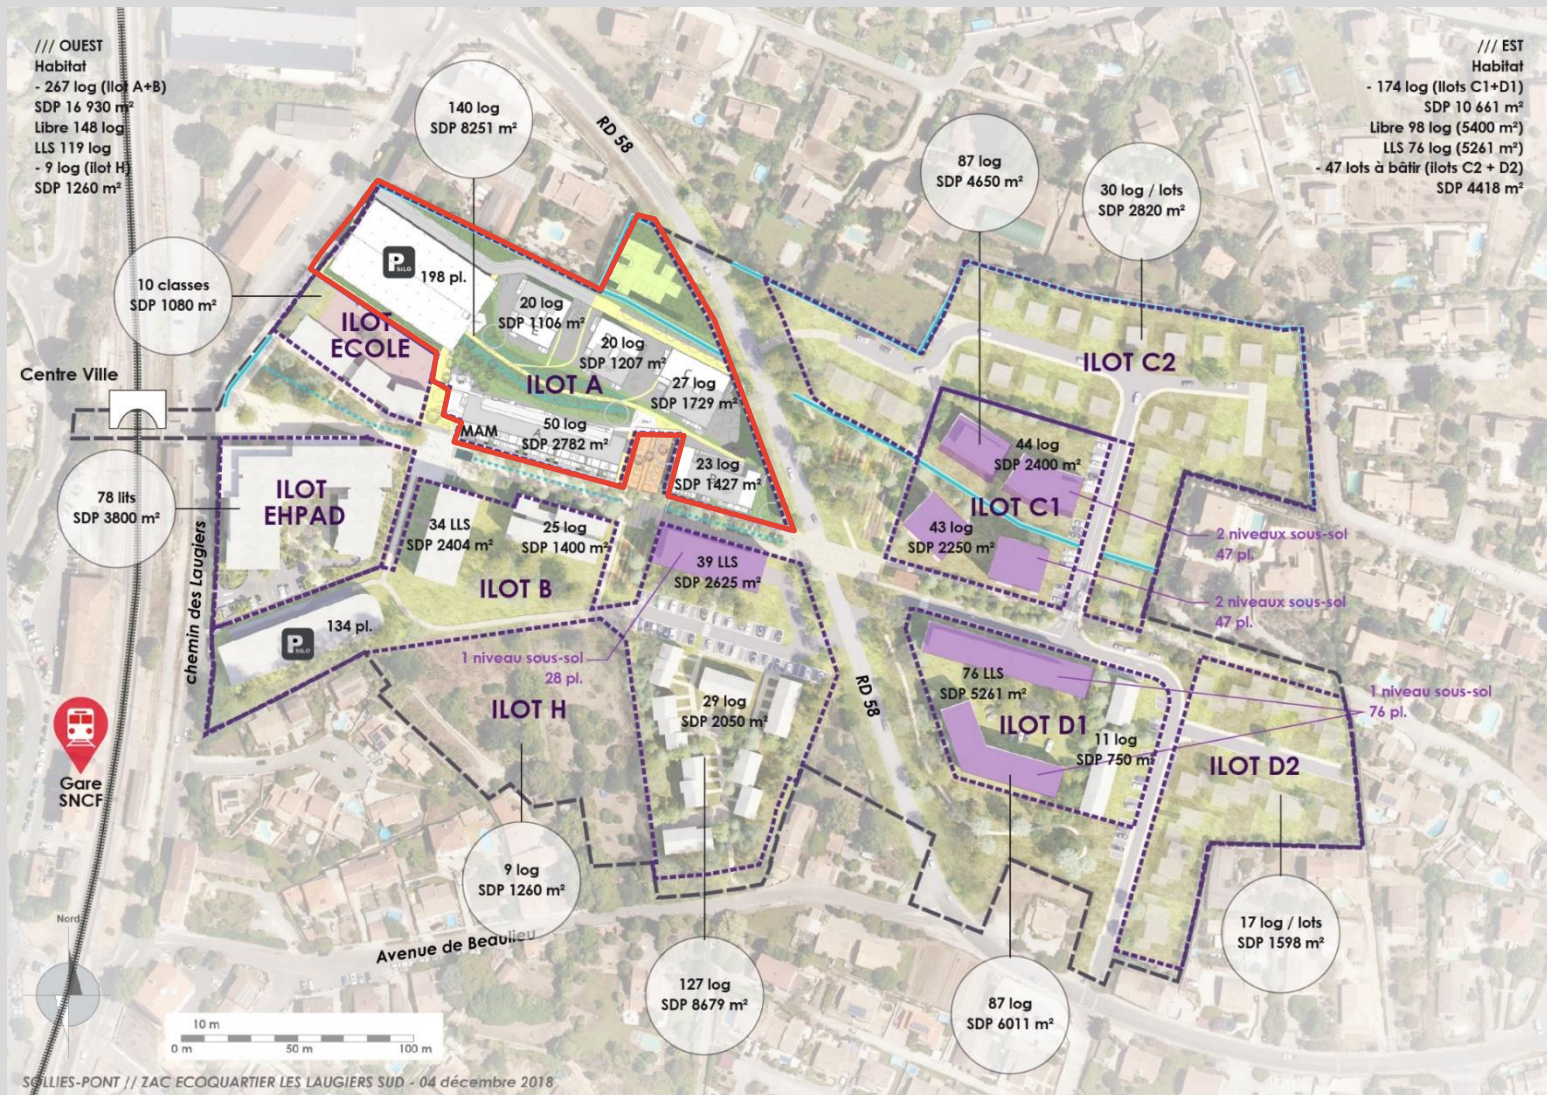 /// OUEST
Habitat
- 267 log (Ilot A+B)
SDP 16 930 m²
Libre 148 log
LLS 119 log
- 9 log (ilot H)
SDP 1260 m²
/// EST
Habitat
- 174 log (Ilots C1+D1)
SDP 10 661 m²
Libre 98 log (5400 m²)
LLS 76 log (5261 m²)
- 47 lots à bâtir (ilots C2 + D2)
SDP 4418 m²
140 log
SDP 8251 m²
RD 58
87 log
SDP 4650 m²
30 log / lots
SDP 2820 m²
10 classes
SDP 1080 m²
P
SILO
198 pl.
20 log
SDP 1106 m²
20 log
SDP 1207 m²
27 log
SDP 1729 m²
ILOT
ECOLE
ILOT A
ILOT C2
Centre Ville
50 log
SDP 2782 m²
MAM
A
23 log
SDP 1427 m²
44 log
SDP 2400 m²
ILOT C1
43 log
SDP 2250 m²
2 niveaux sous-sol
47 pl.
2 niveaux sous-sol
47 pl.
78 lits
SDP 3800 m²
ILOT
EHPAD
34 LLS
SDP 2404 m²
25 log
SDP 1400 m²
ILOT B
39 LLS
SDP 2625 m²
chemin des Laugiers
P
SILO
134 pl.
1 niveau sous-sol
28 pl.
ILOT H
29 log
SDP 2050 m²
RD 58
76 LLS
SDP 5261 m²
ILOT D1
11 log
SDP 750 m²
1 niveau sous-sol
76 pl.
ILOT D2
Gare
SNCF
9 log
SDP 1260 m²
17 log / lots
SDP 1598 m²
Nord
Avenue de Beaulieu
127 log
SDP 8679 m²
87 log
SDP 6011 m²
10 m
0 m
50 m
100 m
SOLLIES-PONT // ZAC ECOQUARTIER LES LAUGIERS SUD - 04 décembre 2018